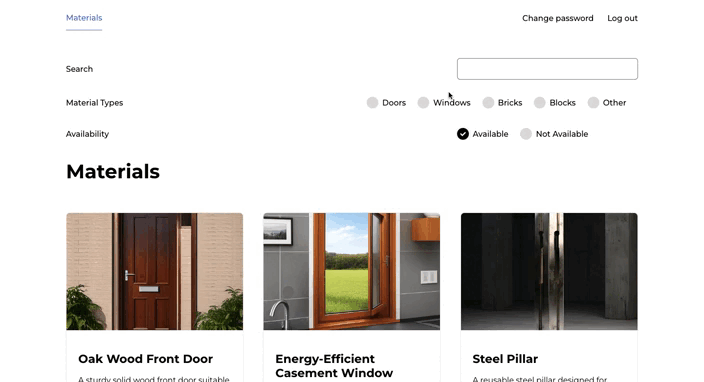 Materials
Change password
Log out
Search
Material Types
Doors
Windows
Bricks
Blocks
Other
Availability
Available
Not Available
Materials
Oak Wood Front Door
A sturdy solid wood front door suitable
Energy-Efficient
Casement Window
Steel Pillar
A reusable steel pillar designed for